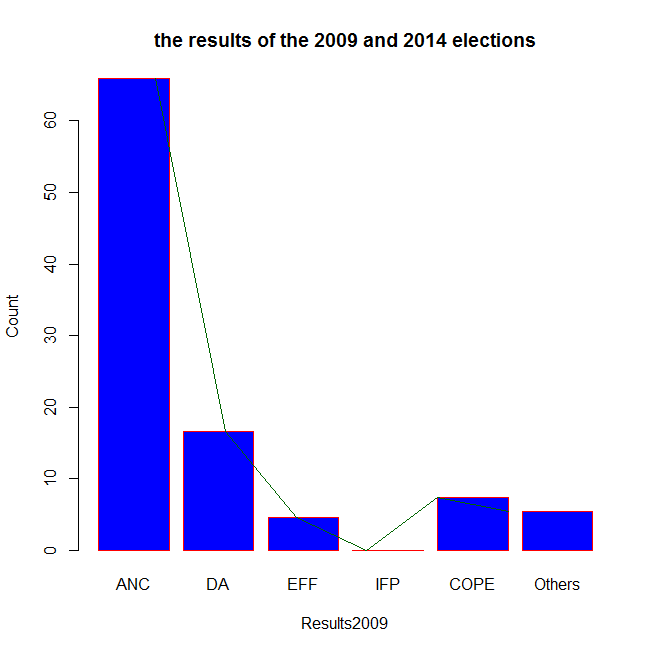 the results of the 2009 and 2014 elections
Count
60
50
40
30
20
10
0
ANC DA EFF IFP COPE Others
Results2009